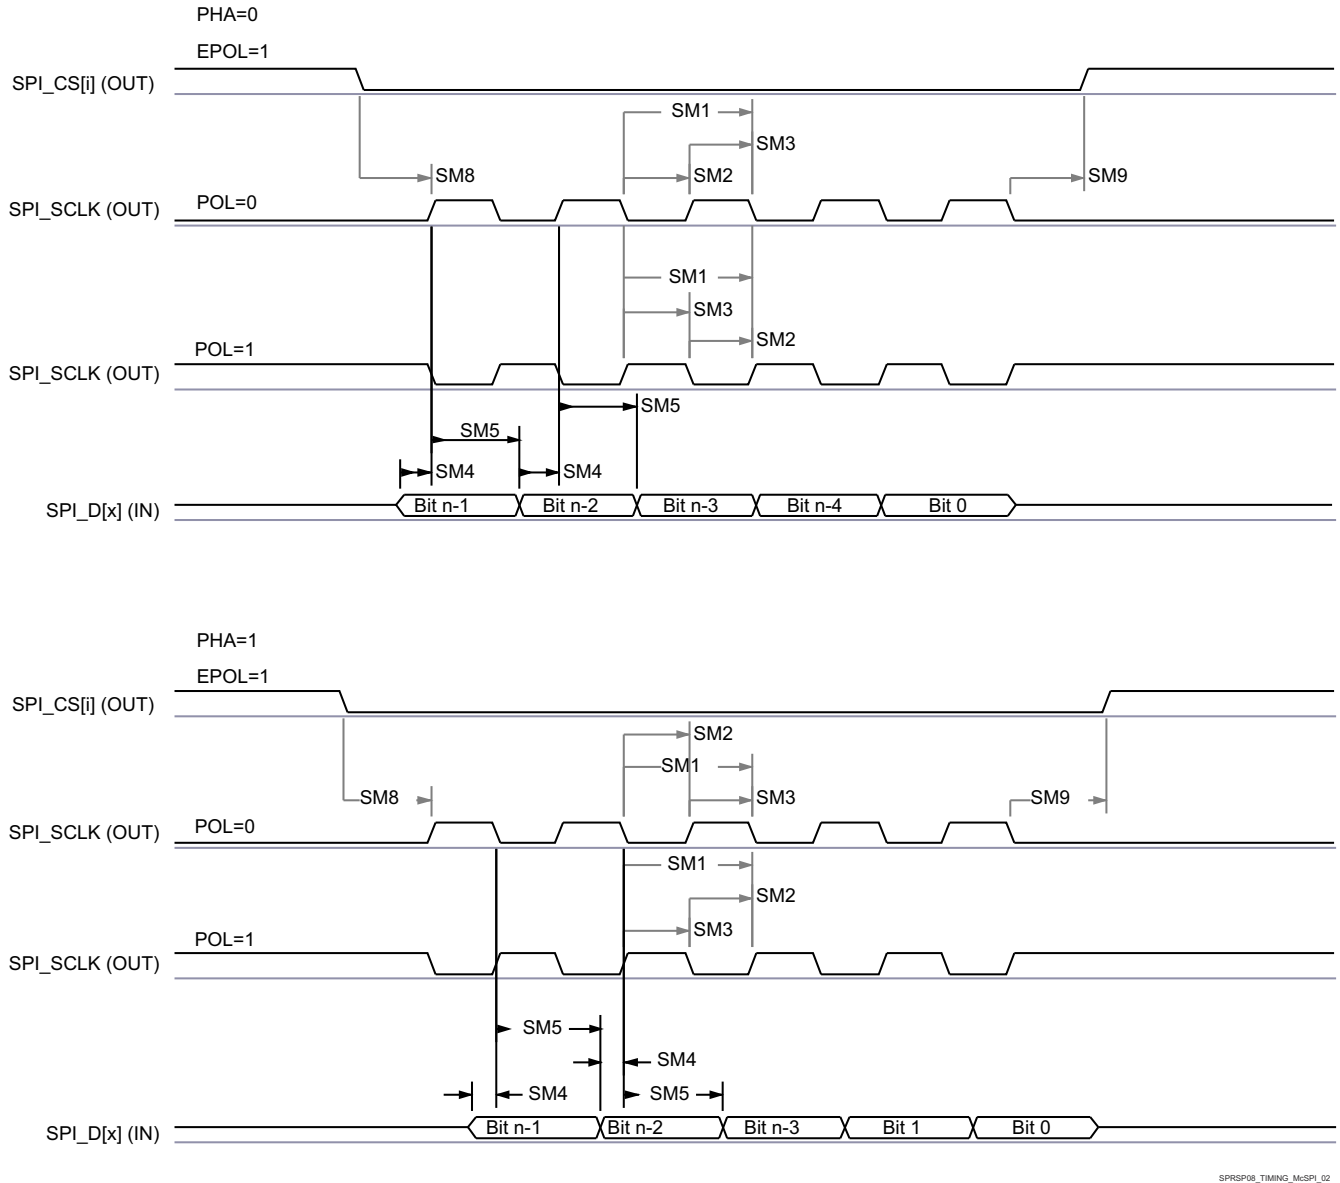 PHA=0
EPOL=1
SPI_CS[i] (OUT)
SM1
SM3
SM8
SM2
SM9
SPI_SCLK (OUT)
POL=0
SM1
SM3
SM2
POL=1
SPI_SCLK (OUT)
SM5
SM5
SM4
SM4
SPI_D[x] (IN)
Bit n-1
Bit n-2
Bit n-3
Bit n-4
Bit 0
PHA=1
EPOL=1
SPI_CS[i] (OUT)
SM2
SM1
SM8
SM3
SM9
SPI_SCLK (OUT)
POL=0
SM1
SM2
SM3
POL=1
SPI_SCLK (OUT)
SM5
SM4
SM4
SM5
SPI_D[x] (IN)
Bit n-1
Bit n-2
Bit n-3
Bit 1
Bit 0
SPRSP08_TIMING_McSPI_02